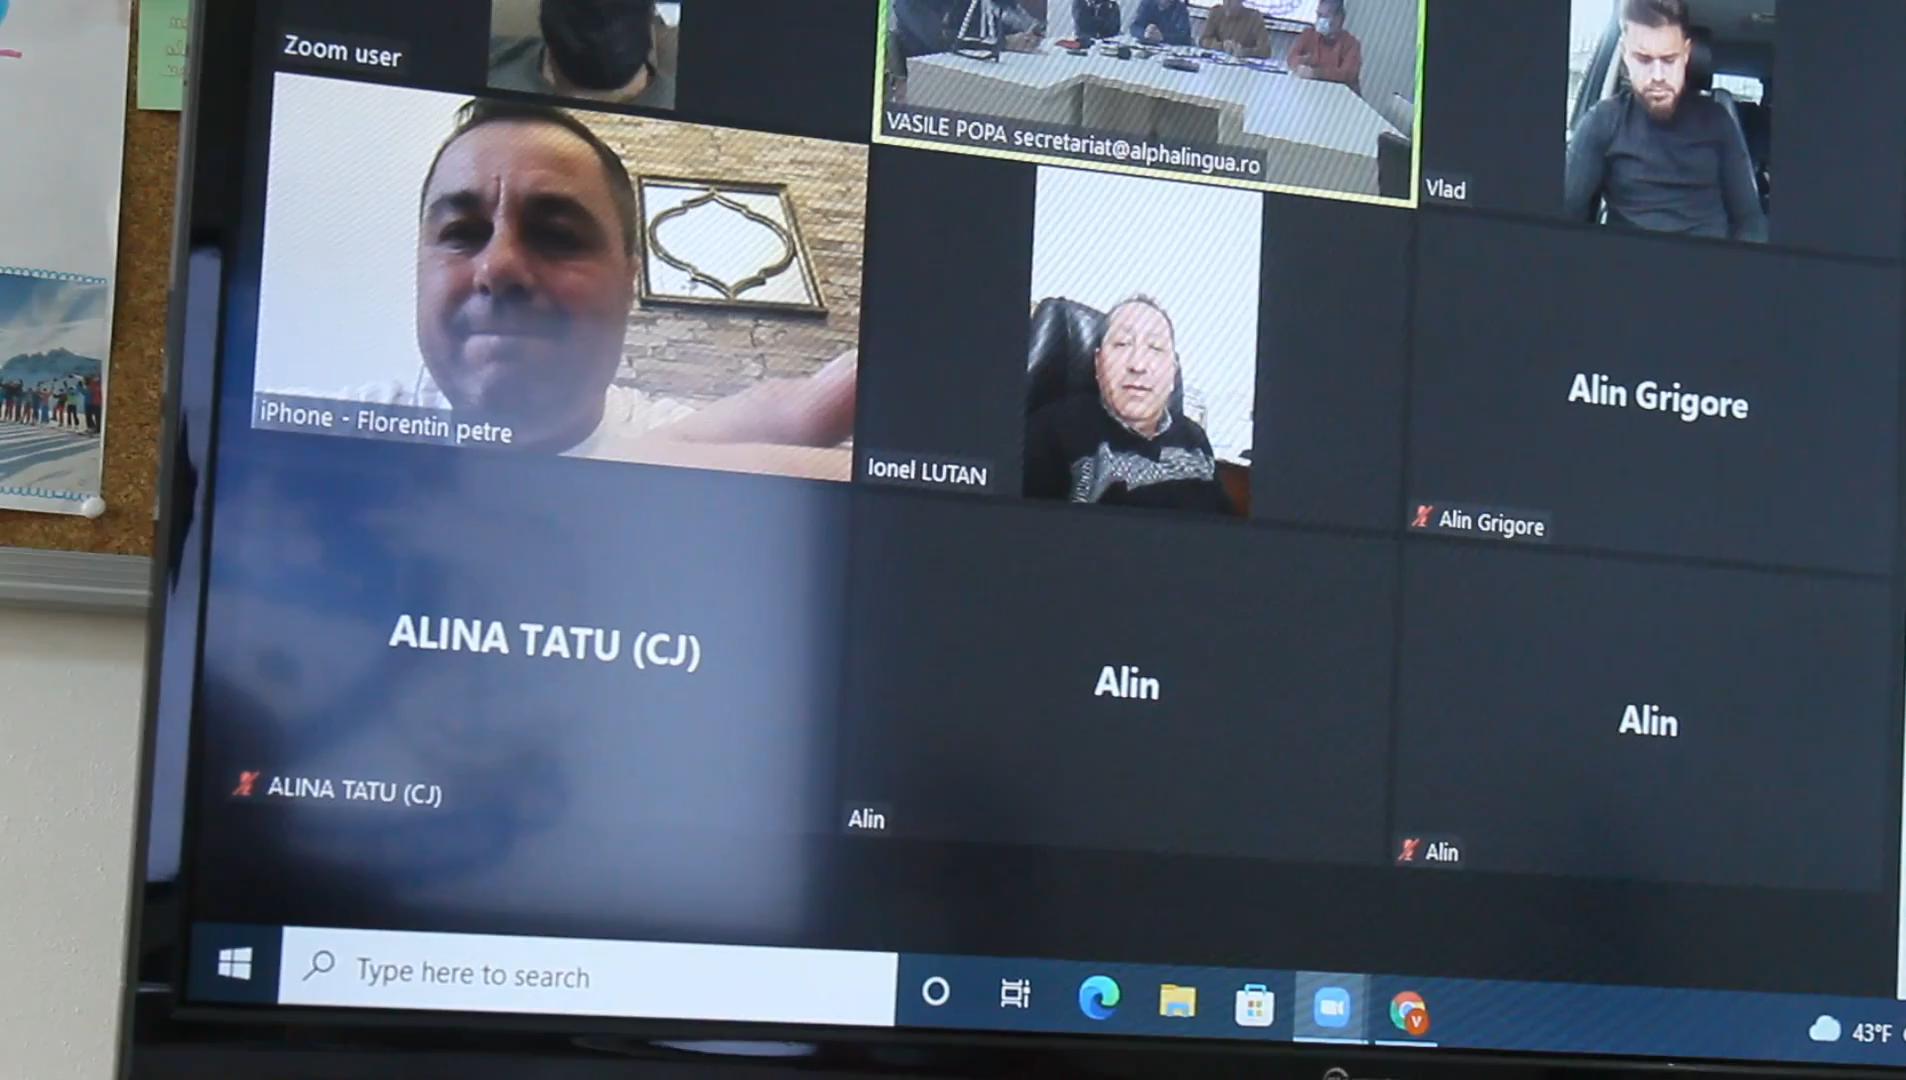 Zoom user
VASILE POPA secretariat@alphalingua.ro
Vlad
iPhone - Florentin petre
Ionel LUTAN
Alin Grigore
Alin Grigore
ALINA TATU (CJ)
Alin
Alin
ALINA TATU (CJ)
Alin
Alin
Type here to search
V
43°F